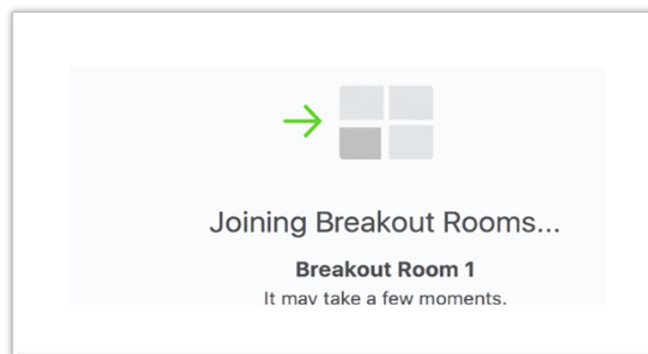 Joining Breakout Rooms...
Breakout Room 1
It may take a few moments.